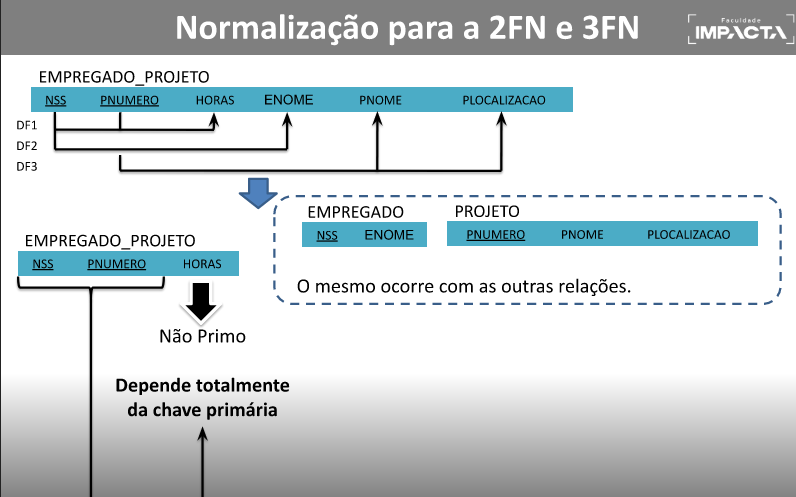 Normalização para a 2FN e 3FN
Faculdade
IMPACTA
EMPREGADO_PROJETO
NSS PNUMERO HORAS ENOME PNOME PLOCALIZACAO
DF1
DF2
DF3
EMPREGADO PROJETO
NSS ENOME PNUMERO PNOME PLOCALIZACAO
O mesmo ocorre com as outras relações.
EMPREGADO_PROJETO
NSS PNUMERO HORAS
Não Primo
Depende totalmente
da chave primária